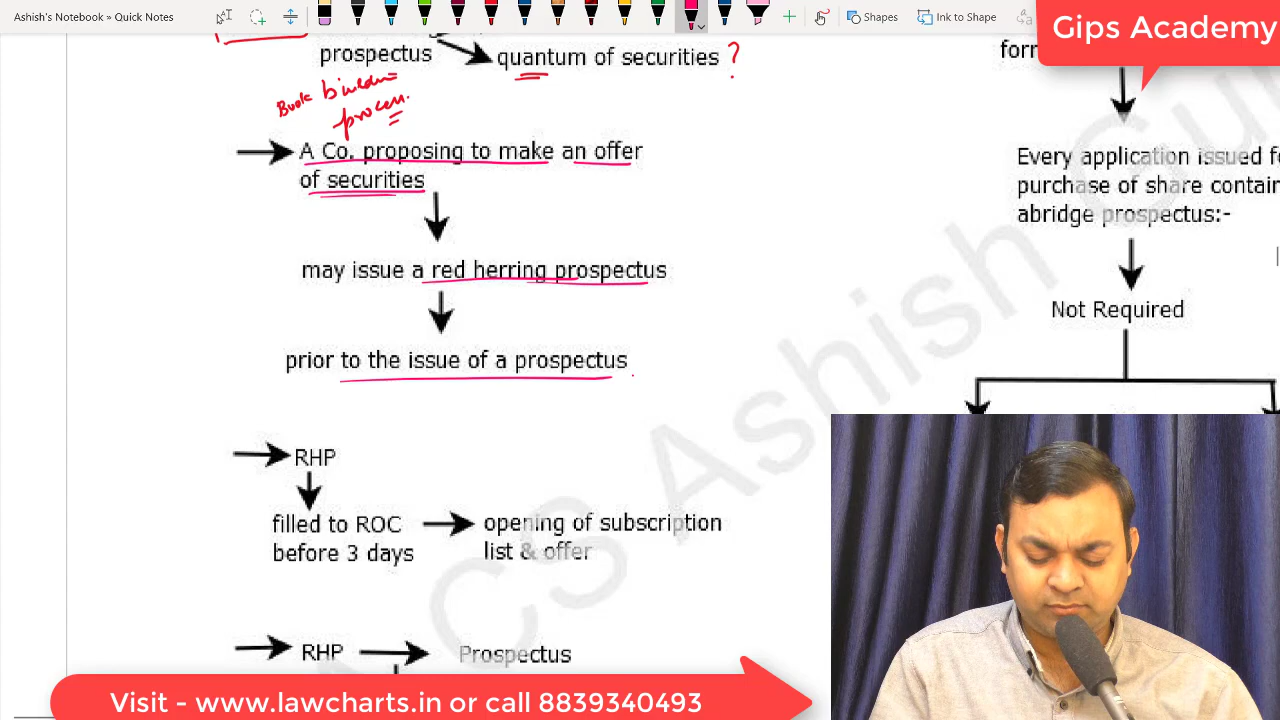 Ashish's Notebook » Quick Notes
Shapes
Ink to Shape
Gips Academy
prospectus
quantum of securities ?
Book
process.
A Co. proposing to make an offer
of securities
may issue a red herring prospectus
prior to the issue of a prospectus
RHP
filled to ROC
before 3 days
opening of subscription
list & offer
RHP
Prospectus
Every application issued
purchase of share contain
abridge prospectus:-
Not Required
CS Ashish
Visit - www.lawcharts.in or call 8839340493